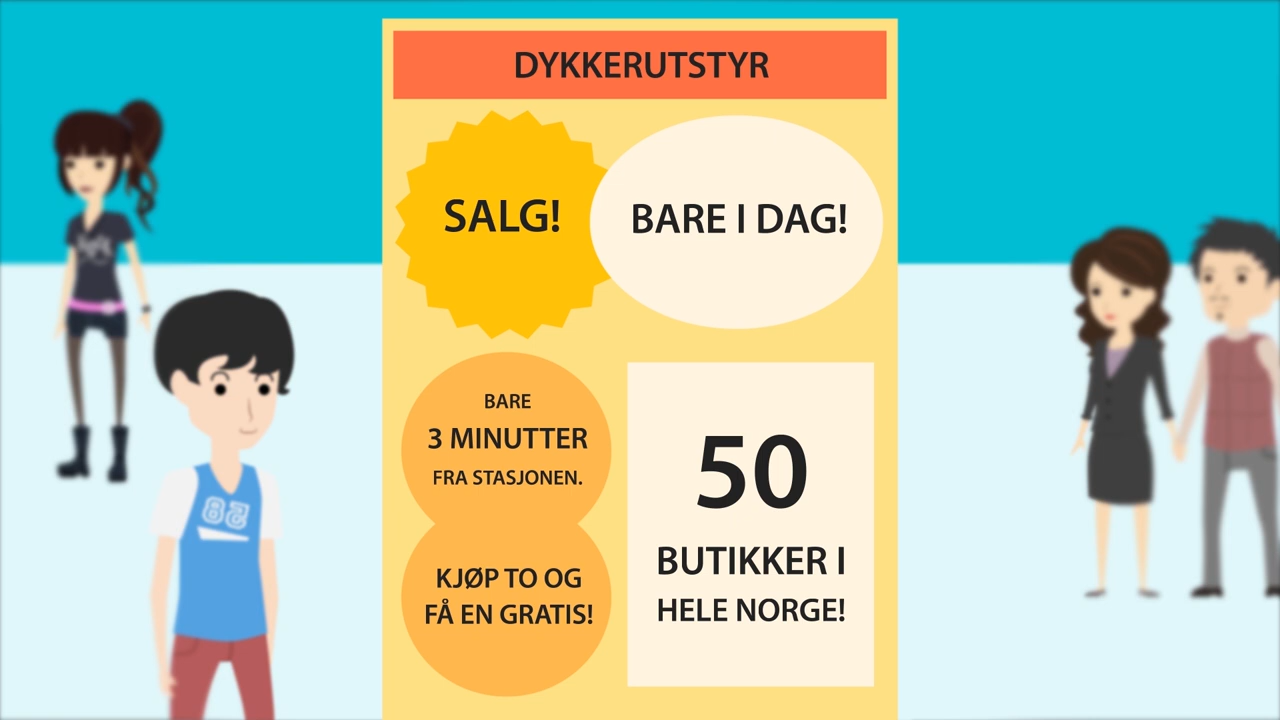 DYKKERUTSTYR
SALG!
BARE I DAG!
BARE
3 MINUTTER
FRA STASJONEN.
KJØP TO OG
FÅ EN GRATIS!
50
BUTIKKER I
HELE NORGE!